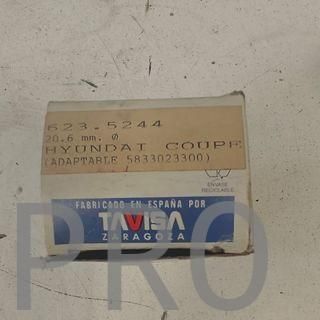 623.5244
20.6 mm. Ø
HYUNDAI COUPE
(ADAPTABLE 5833023300)
ENVASE
RECICLABLE
FABRICADO EN ESPAÑA POR
TAVISA
ZARAGOZA
PRO